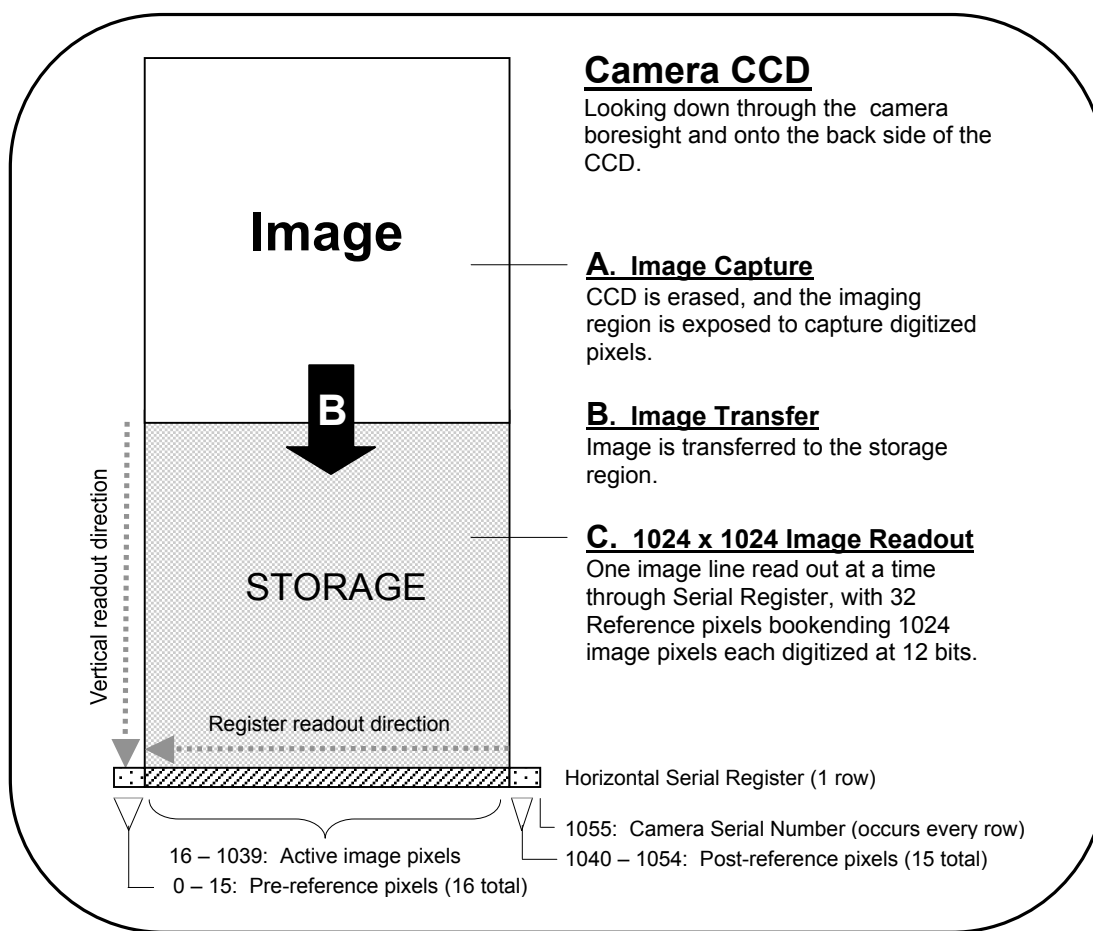 Camera CCD
Looking down through the camera
boresight and onto the back side of the
CCD.
Image
A. Image Capture
CCD is erased, and the imaging
region is exposed to capture digitized
pixels.
B
B. Image Transfer
Image is transferred to the storage
region.
Vertical readout direction
STORAGE
C. 1024 x 1024 Image Readout
One image line read out at a time
through Serial Register, with 32
Reference pixels bookending 1024
image pixels each digitized at 12 bits.
Register readout direction
Horizontal Serial Register (1 row)
1055: Camera Serial Number (occurs every row)
1040 – 1054: Post-reference pixels (15 total)
16 – 1039: Active image pixels
0 – 15: Pre-reference pixels (16 total)